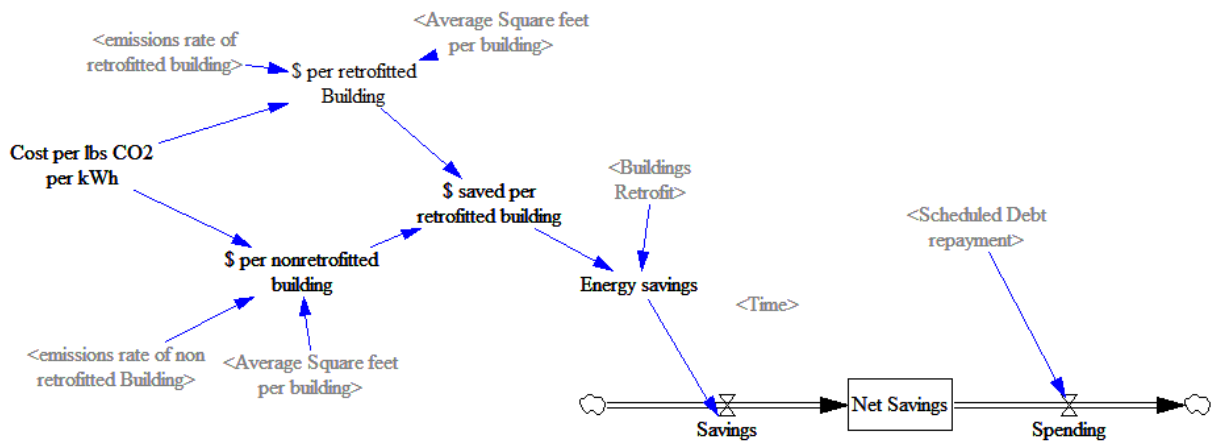 <emissions rate of
retrofitted building>
<Average Square feet
per building>
$ per retrofitted
Building
Cost per lbs CO2
per kWh
$ saved per
retrofitted building
<Buildings
Retrofit>
<Scheduled Debt
repayment>
$ per nonretrofitted
building
Energy savings
<Time>
<emissions rate of non
retrofitted Building>
<Average Square feet
per building>
Net Savings
Savings
Spending